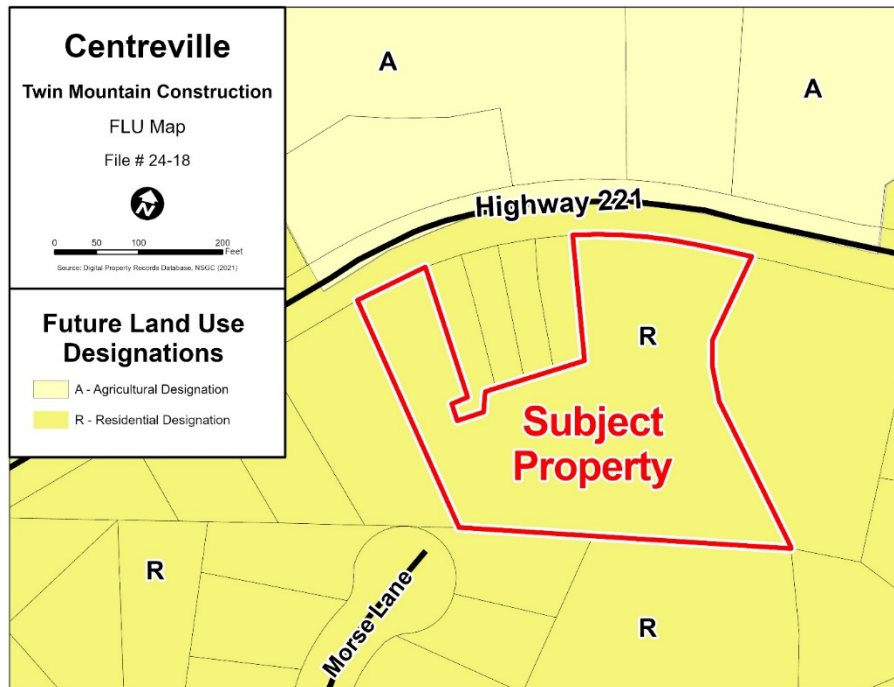 Centreville
Twin Mountain Construction
FLU Map
File # 24-18
N
0 50 100 200
Feet
Source: Digital Property Records Database, NSGC (2021)
Future Land Use
Designations
A - Agricultural Designation
R - Residential Designation
A
A
Highway 221
R
Subject
Property
R
Morse Lane
R